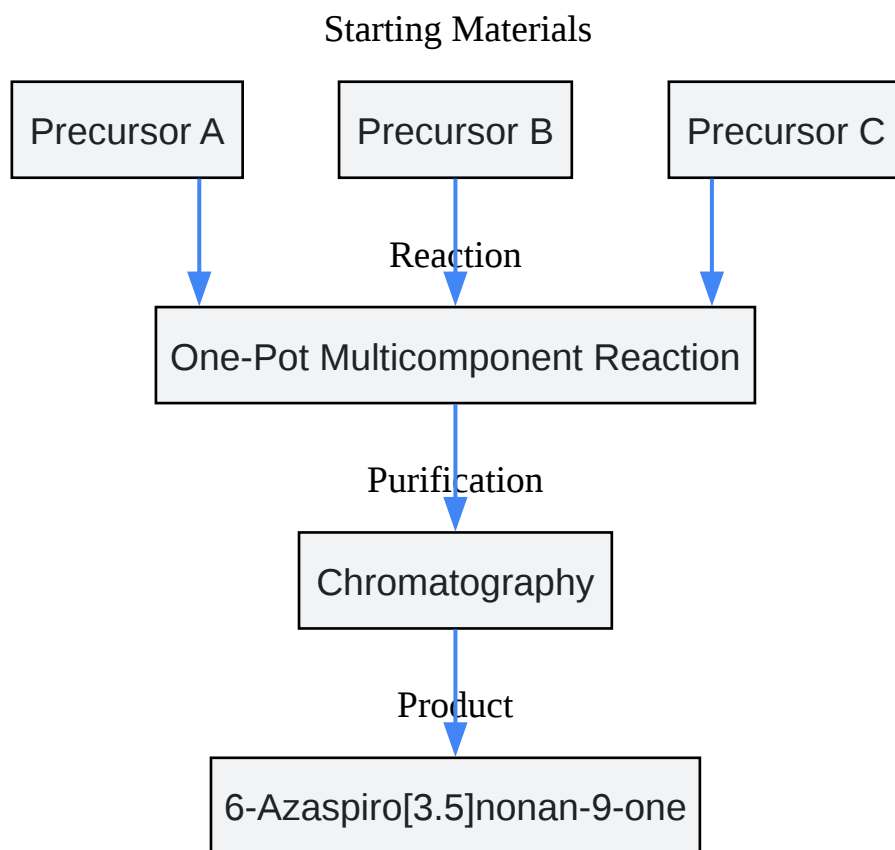 Starting Materials
Precursor A
Precursor B
Precursor C
Reaction
One-Pot Multicomponent Reaction
Purification
Chromatography
Product
6-Azaspiro[3.5]nonan-9-one